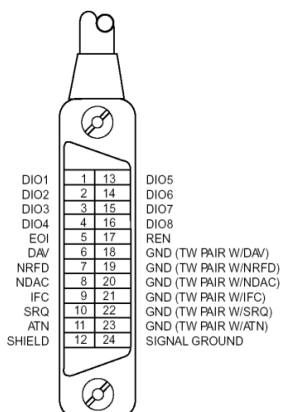 DIO1 1 13 DIO5
DIO2 2 14 DIO6
DIO3 3 15 DIO7
DIO4 4 16 DIO8
EOI 5 17 REN
DAV 6 18 GND (TW PAIR W/DAV)
NRFD 7 19 GND (TW PAIR W/NRFD)
NDAC 8 20 GND (TW PAIR W/NDAC)
IFC 9 21 GND (TW PAIR W/IFC)
SRQ 10 22 GND (TW PAIR W/SRQ)
ATN 11 23 GND (TW PAIR W/ATN)
SHIELD 12 24 SIGNAL GROUND